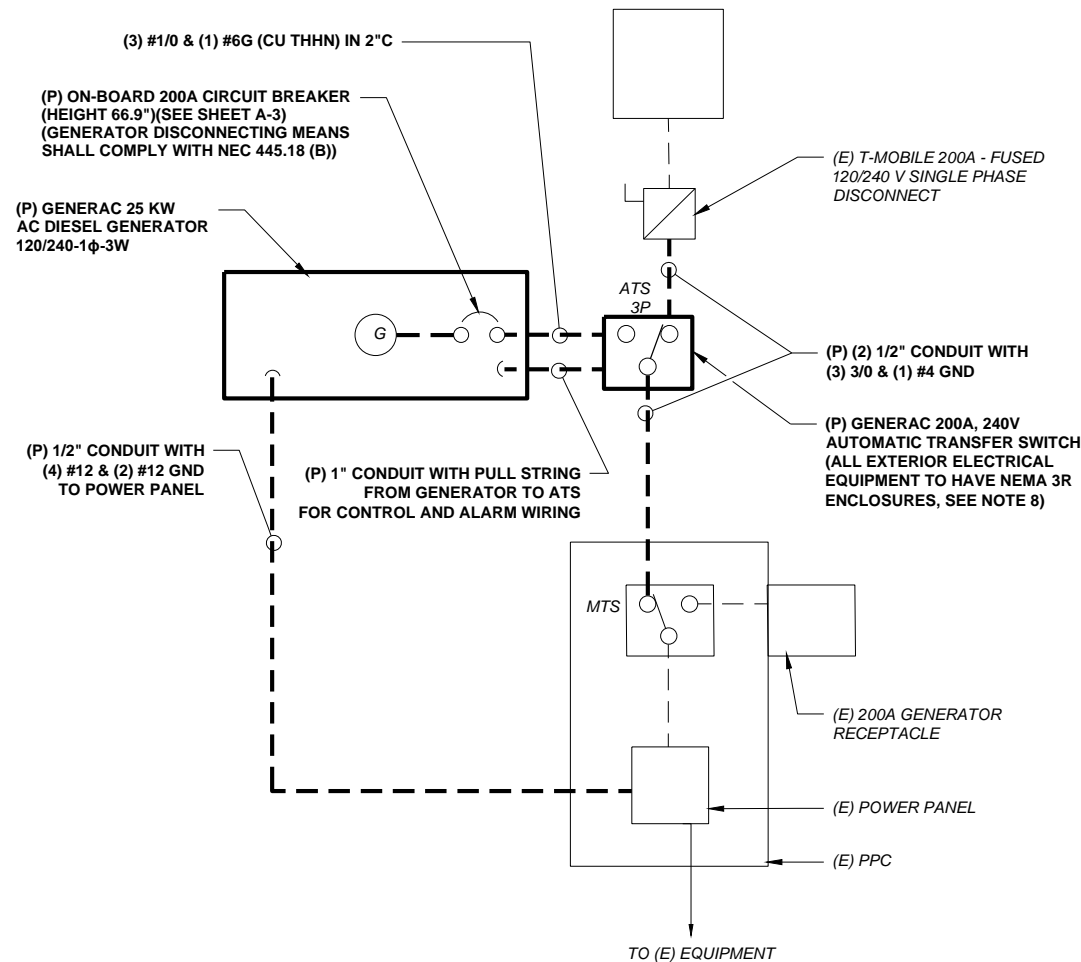 (3) #1/0 & (1) #6G (CU THHN) IN 2"C
(P) ON-BOARD 200A CIRCUIT BREAKER
(HEIGHT 66.9")(SEE SHEET A-3)
(GENERATOR DISCONNECTING MEANS
SHALL COMPLY WITH NEC 445.18 (B))
(E) T-MOBILE 200A - FUSED
120/240 V SINGLE PHASE
DISCONNECT
(P) GENERAC 25 KW
AC DIESEL GENERATOR
120/240-1ϕ-3W
ATS
3P
G
(P) (2) 1/2" CONDUIT WITH
(3) 3/0 & (1) #4 GND
(P) GENERAC 200A, 240V
AUTOMATIC TRANSFER SWITCH
(ALL EXTERIOR ELECTRICAL
EQUIPMENT TO HAVE NEMA 3R
ENCLOSURES, SEE NOTE 8)
(P) 1/2" CONDUIT WITH
(4) #12 & (2) #12 GND
TO POWER PANEL
(P) 1" CONDUIT WITH PULL STRING
FROM GENERATOR TO ATS
FOR CONTROL AND ALARM WIRING
MTS
(E) 200A GENERATOR
RECEPTACLE
(E) POWER PANEL
(E) PPC
TO (E) EQUIPMENT